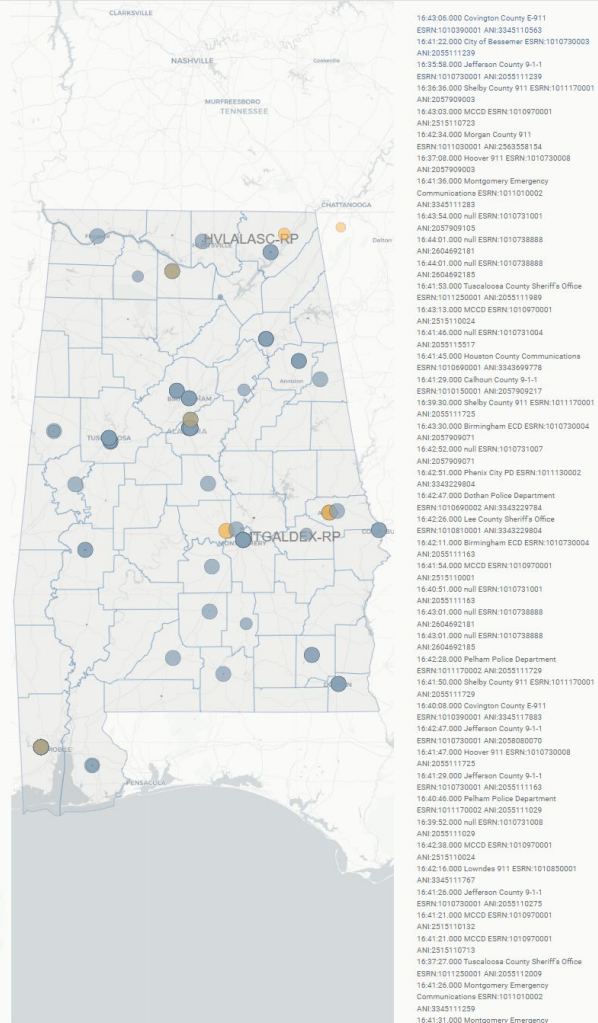 CLARKSVILLE
NASHVILLE
Cookeville
MURFREESBORO
TENNESSEE
CHATTANOOGA
HVLALASC-RP
Dalton
Anniston
MTGALDEX-RP
MOBILE
PENSACOLA
16:43:06.000 Covington County E-911
ESRN:1010390001 ANI:3345110563
16:41:22.000 City of Bessemer ESRN:1010730003
ANI:2055111239
16:35:58.000 Jefferson County 9-1-1
ESRN:1010730001 ANI:2055111239
16:36:36.000 Shelby County 911 ESRN:1011170001
ANI:2057909003
16:43:03.000 MCCD ESRN:1010970001
ANI:2515110723
16:42:34.000 Morgan County 911
ESRN:1011030001 ANI:2563558154
16:37:08.000 Hoover 911 ESRN:1010730008
ANI:2057909003
16:41:36.000 Montgomery Emergency
Communications ESRN:1011010002
ANI:3345111283
16:43:54.000 null ESRN:1010731001
ANI:2057909105
16:44:01.000 null ESRN:1010738888
ANI:2604692181
16:44:01.000 null ESRN:1010738888
ANI:2604692185
16:41:53.000 Tuscaloosa County Sheriff's Office
ESRN:1011250001 ANI:2055111989
16:43:13.000 MCCD ESRN:1010970001
ANI:2515110024
16:41:46.000 null ESRN:1010731004
ANI:2055115517
16:41:45.000 Houston County Communications
ESRN:1010690001 ANI:3343699778
16:41:29.000 Calhoun County 9-1-1
ESRN:1010150001 ANI:2057909217
16:39:30.000 Shelby County 911 ESRN:1011170001
ANI:2055111725
16:43:30.000 Birmingham ECD ESRN:1010730004
ANI:2057909071
16:42:52.000 null ESRN:1010731007
ANI:2057909071
16:42:51.000 Phenix City PD ESRN:1011130002
ANI:3343229804
16:42:47.000 Dothan Police Department
ESRN:1010690002 ANI:3343229784
16:42:26.000 Lee County Sheriff's Office
ESRN:1010810001 ANI:3343229804
16:42:11.000 Birmingham ECD ESRN:1010730004
ANI:2055111163
16:41:54.000 MCCD ESRN:1010970001
ANI:2515110001
16:40:51.000 null ESRN:1010731001
ANI:2055111163
16:43:01.000 null ESRN:1010738888
ANI:2604692181
16:43:01.000 null ESRN:1010738888
ANI:2604692185
16:42:28.000 Pelham Police Department
ESRN:1011170002 ANI:2055111729
16:41:50.000 Shelby County 911 ESRN:1011170001
ANI:2055111729
16:40:08.000 Covington County E-911
ESRN:1010390001 ANI:3345117883
16:42:47.000 Jefferson County 9-1-1
ESRN:1010730001 ANI:2058080070
16:41:47.000 Hoover 911 ESRN:1010730008
ANI:2055111725
16:41:29.000 Jefferson County 9-1-1
ESRN:1010730001 ANI:2055111163
16:40:46.000 Pelham Police Department
ESRN:1011170002 ANI:2055111029
16:39:52.000 null ESRN:1010731008
ANI:2055111029
16:42:38.000 MCCD ESRN:1010970001
ANI:2515110024
16:42:16.000 Lowndes 911 ESRN:1010850001
ANI:3345111767
16:41:26.000 Jefferson County 9-1-1
ESRN:1010730001 ANI:2055110275
16:41:21.000 MCCD ESRN:1010970001
ANI:2515110132
16:41:21.000 MCCD ESRN:1010970001
ANI:2515110713
16:37:27.000 Tuscaloosa County Sheriff's Office
ESRN:1011250001 ANI:2055112009
16:41:26.000 Montgomery Emergency
Communications ESRN:1011010002
ANI:3345111259
16:41:31.000 Montgomery Emergency